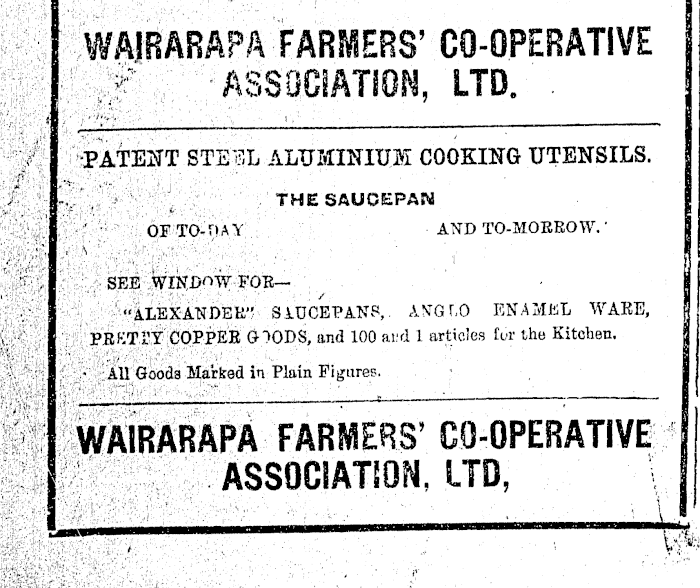 WAIRARAPA FARMERS' CO-OPERATIVE
ASSOCIATION, LTD.
PATENT STEEL ALUMINIUM COOKING UTENSILS.
THE SAUCEPAN
OF TO-DAY AND TO-MORROW.
SEE WINDOW FOR—
"ALEXANDER" SAUCEPANS, ANGLO ENAMEL WARE,
PRETTY COPPER GOODS, and 100 and 1 articles for the Kitchen.
All Goods Marked in Plain Figures.
WAIRARAPA FARMERS' CO-OPERATIVE
ASSOCIATION, LTD,